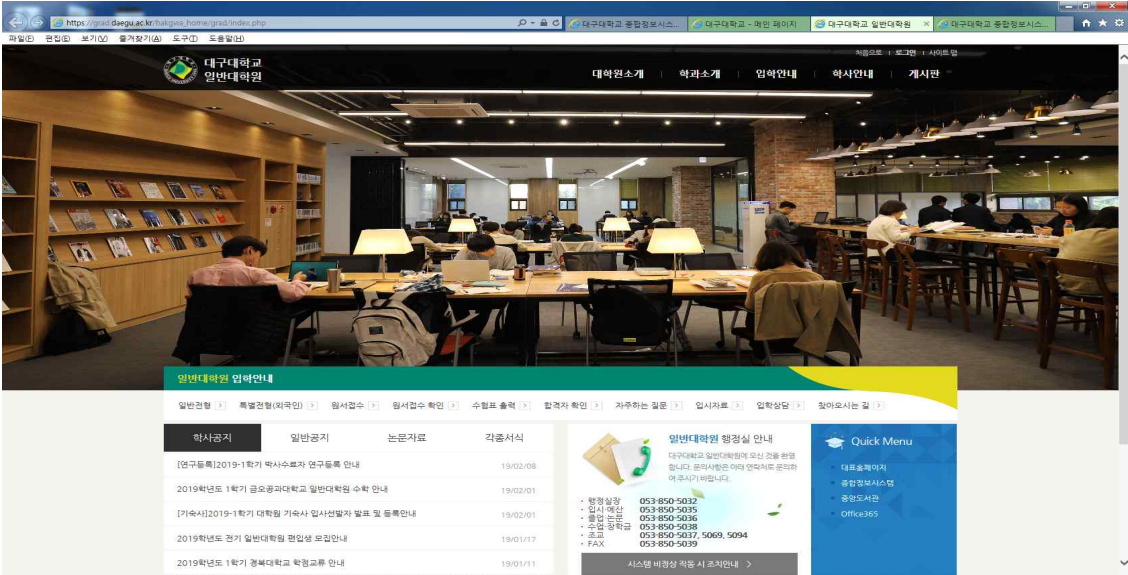 https://grad.daegu.ac.kr/hakgwa_home/grad/index.php
대구대학교 종합정보시스...
대구대학교 - 메인 페이지
대구대학교 일반대학원
대구대학교 종합정보시스...
파일(F) 편집(E) 보기(V) 즐겨찾기(A) 도구(T) 도움말(H)
처음으로 | 로그인 | 사이트맵
대구대학교
일반대학원
대학원소개 | 학과소개 | 입학안내 | 학사안내 | 게시판
일반대학원 입학안내
일반전형 특별전형(외국인) 원서접수 원서접수 확인 수험표 출력 합격자 확인 자주하는 질문 입시자료 입학상담 찾아오시는 길
학사공지 일반공지 논문자료 각종서식
[연구등록]2019-1학기 박사수료자 연구등록 안내 19/02/08
2019학년도 1학기 금오공과대학교 일반대학원 수학 안내 19/02/01
[기숙사]2019-1학기 대학원 기숙사 입사선발자 발표 및 등록안내 19/02/01
2019학년도 전기 일반대학원 편입생 모집안내 19/01/17
2019학년도 1학기 경북대학교 학점교류 안내 19/01/11
일반대학원 행정실 안내
대구대학교 일반대학원에 오신 것을 환영
합니다. 문의사항은 아래 연락처로 문의하
여 주시기 바랍니다.
· 행정실장 053-850-5032
· 입시·예산 053-850-5035
· 졸업·논문 053-850-5036
· 수업·장학금 053-850-5038
· 조교 053-850-5037, 5069, 5094
· FAX 053-850-5039
시스템 비정상 작동 시 조치안내 >
Quick Menu
대표홈페이지
종합정보시스템
중앙도서관
Office365